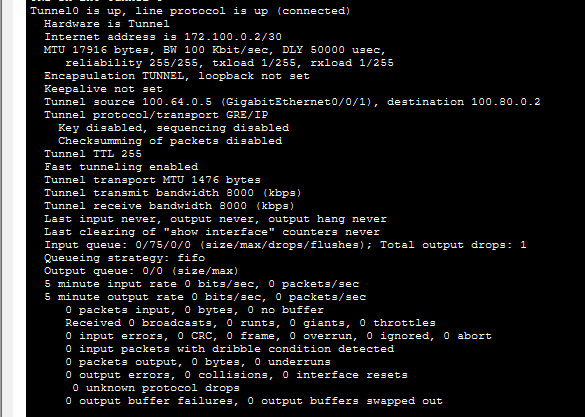 Tunnel0 is up, line protocol is up (connected)
Hardware is Tunnel
Internet address is 172.100.0.2/30
MTU 17916 bytes, BW 100 Kbit/sec, DLY 50000 usec,
reliability 255/255, txload 1/255, rxload 1/255
Encapsulation TUNNEL, loopback not set
Keepalive not set
Tunnel source 100.64.0.5 (GigabitEthernet0/0/1), destination 100.80.0.2
Tunnel protocol/transport GRE/IP
Key disabled, sequencing disabled
Checksumming of packets disabled
Tunnel TTL 255
Fast tunneling enabled
Tunnel transport MTU 1476 bytes
Tunnel transmit bandwidth 8000 (kbps)
Tunnel receive bandwidth 8000 (kbps)
Last input never, output never, output hang never
Last clearing of "show interface" counters never
Input queue: 0/75/0/0 (size/max/drops/flushes); Total output drops: 1
Queueing strategy: fifo
Output queue: 0/0 (size/max)
5 minute input rate 0 bits/sec, 0 packets/sec
5 minute output rate 0 bits/sec, 0 packets/sec
0 packets input, 0 bytes, 0 no buffer
Received 0 broadcasts, 0 runts, 0 giants, 0 throttles
0 input errors, 0 CRC, 0 frame, 0 overrun, 0 ignored, 0 abort
0 input packets with dribble condition detected
0 packets output, 0 bytes, 0 underruns
0 output errors, 0 collisions, 0 interface resets
0 unknown protocol drops
0 output buffer failures, 0 output buffers swapped out